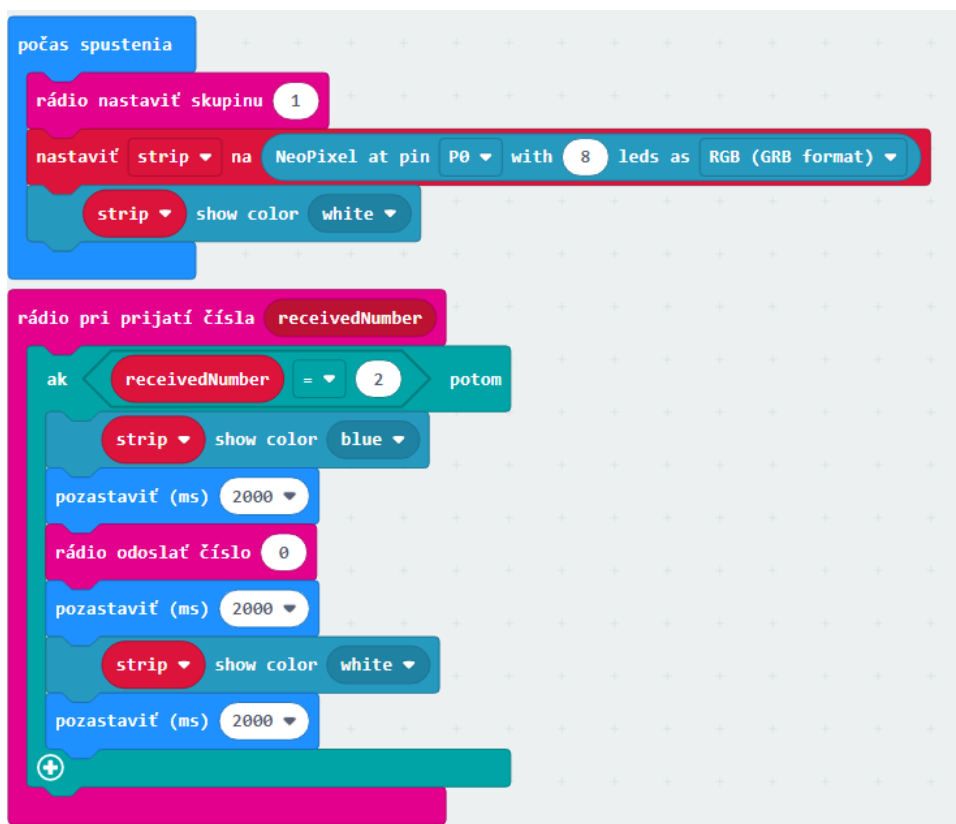 počas spustenia
rádio nastaviť skupinu 1
nastaviť strip na NeoPixel at pin P0 with 8 leds as RGB (GRB format)
strip show color white
rádio pri prijatí čísla receivedNumber
ak receivedNumber = 2 potom
strip show color blue
pozastaviť (ms) 2000
rádio odoslať číslo 0
pozastaviť (ms) 2000
strip show color white
pozastaviť (ms) 2000